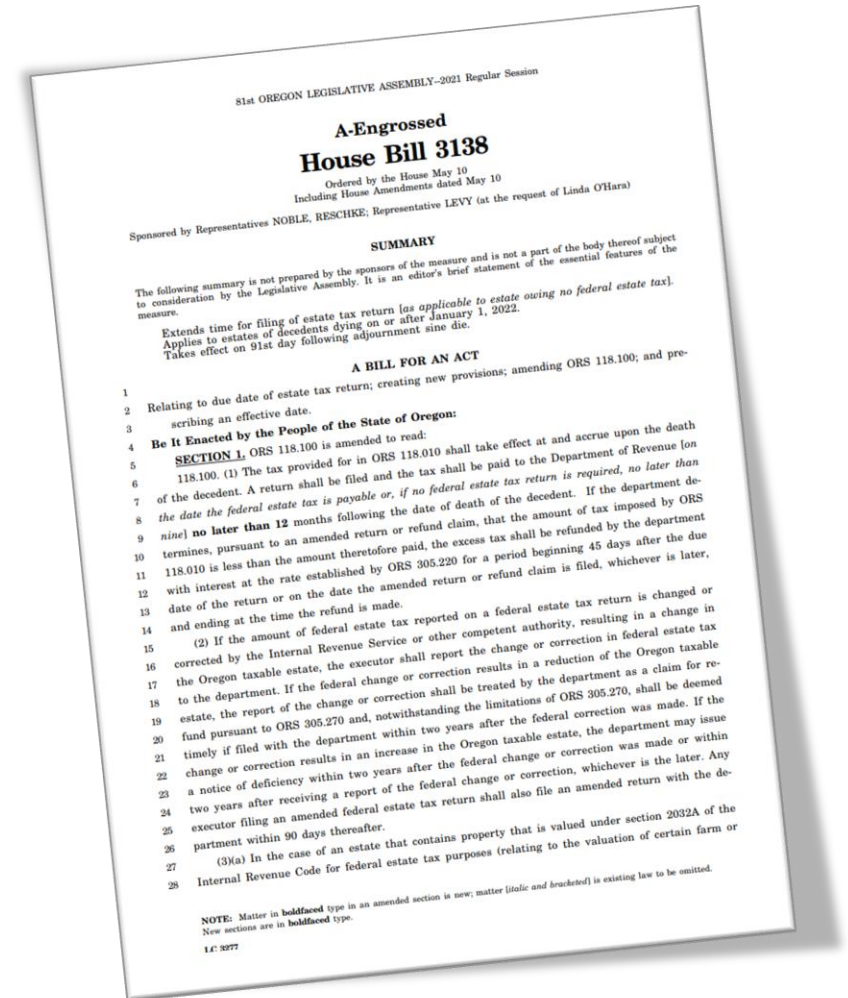 81st OREGON LEGISLATIVE ASSEMBLY--2021 Regular Session
A-Engrossed
House Bill 3138
Ordered by the House May 10
Including House Amendments dated May 10
Sponsored by Representatives NOBLE, RESCHKE; Representative LEVY (at the request of Linda O'Hara)
SUMMARY
The following summary is not prepared by the sponsors of the measure and is not a part of the body thereof subject
to consideration by the Legislative Assembly. It is an editor's brief statement of the essential features of the
measure.
Extends time for filing of estate tax return [as applicable to estate owing no federal estate tax].
Applies to estates of decedents dying on or after January 1, 2022.
Takes effect on 91st day following adjournment sine die.
1 A BILL FOR AN ACT
2 Relating to due date of estate tax return; creating new provisions; amending ORS 118.100; and pre-
3 scribing an effective date.
4 Be It Enacted by the People of the State of Oregon:
5 SECTION 1. ORS 118.100 is amended to read:
6 118.100. (1) The tax provided for in ORS 118.010 shall take effect at and accrue upon the death
7 of the decedent. A return shall be filed and the tax shall be paid to the Department of Revenue [on
8 the date the federal estate tax is payable or, if no federal estate tax return is required, no later than
9 nine] no later than 12 months following the date of death of the decedent. If the department de-
10 termines, pursuant to an amended return or refund claim, that the amount of tax imposed by ORS
11 118.010 is less than the amount theretofore paid, the excess tax shall be refunded by the department
12 with interest at the rate established by ORS 305.220 for a period beginning 45 days after the due
13 date of the return or on the date the amended return or refund claim is filed, whichever is later,
14 and ending at the time the refund is made.
15 (2) If the amount of federal estate tax reported on a federal estate tax return is changed or
16 corrected by the Internal Revenue Service or other competent authority, resulting in a change in
17 the Oregon taxable estate, the executor shall report the change or correction in federal estate tax
18 to the department. If the federal change or correction results in a reduction of the Oregon taxable
19 estate, the report of the change or correction shall be treated by the department as a claim for re-
20 fund pursuant to ORS 305.270 and, notwithstanding the limitations of ORS 305.270, shall be deemed
21 timely if filed with the department within two years after the federal correction was made. If the
22 change or correction results in an increase in the Oregon taxable estate, the department may issue
23 a notice of deficiency within two years after the federal change or correction was made or within
24 two years after receiving a report of the federal change or correction, whichever is the later. Any
25 executor filing an amended federal estate tax return shall also file an amended return with the de-
26 partment within 90 days thereafter.
27 (3)(a) In the case of an estate that contains property that is valued under section 2032A of the
28 Internal Revenue Code for federal estate tax purposes (relating to the valuation of certain farm or
NOTE: Matter in boldfaced type in an amended section is new; matter [italic and bracketed] is existing law to be omitted.
New sections are in boldfaced type.
LC 3277